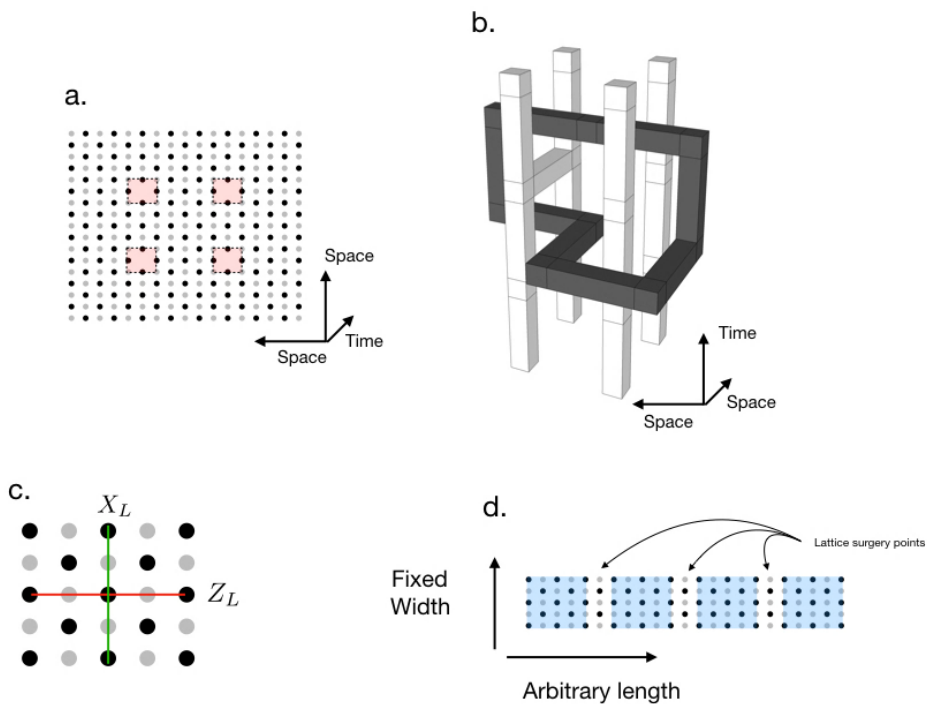 a.
Space
Time
Space
b.
Time
Space
Space
c.
X_L
Z_L
d.
Lattice surgery points
Fixed
Width
Arbitrary length